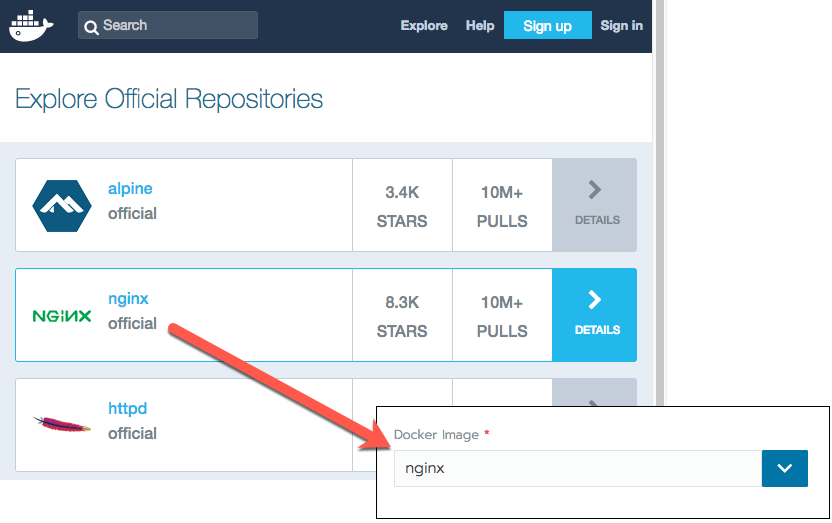 Search
Explore Help Sign up Sign in
Explore Official Repositories
alpine
official
3.4K
STARS
10M+
PULLS
DETAILS
NGINX
nginx
official
8.3K
STARS
10M+
PULLS
DETAILS
httpd
official
Docker Image *
nginx